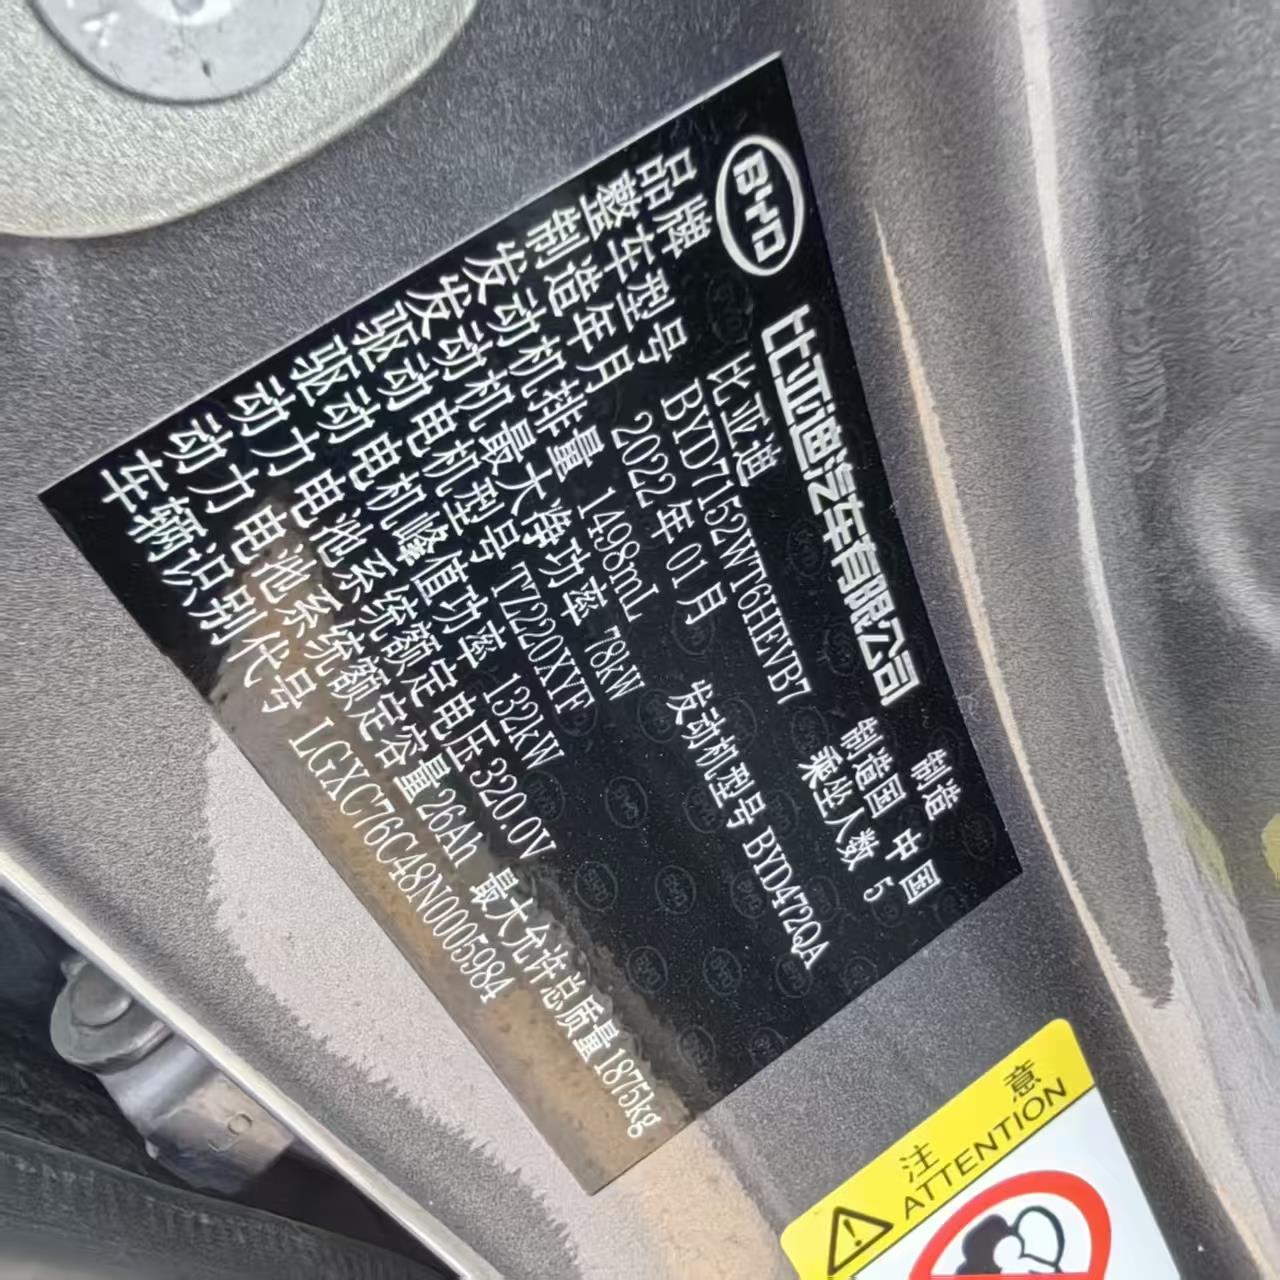 BYD 比亚迪汽车有限公司 制造
品牌 比亚迪 制造国 中国
整车型号 BYD7152WT6HEVB7 乘坐人数 5
制造年月 2022年01月
发动机排量 1498mL 发动机型号 BYD472QA
发动机最大净功率 78kW
驱动电机型号 TZ220XYF
驱动电机峰值功率 132kW
动力电池系统额定电压 320.0V
动力电池系统额定容量 26Ah 最大允许总质量 1875kg
车辆识别代号 LGXC76C48N0005984
注意
ATTENTION